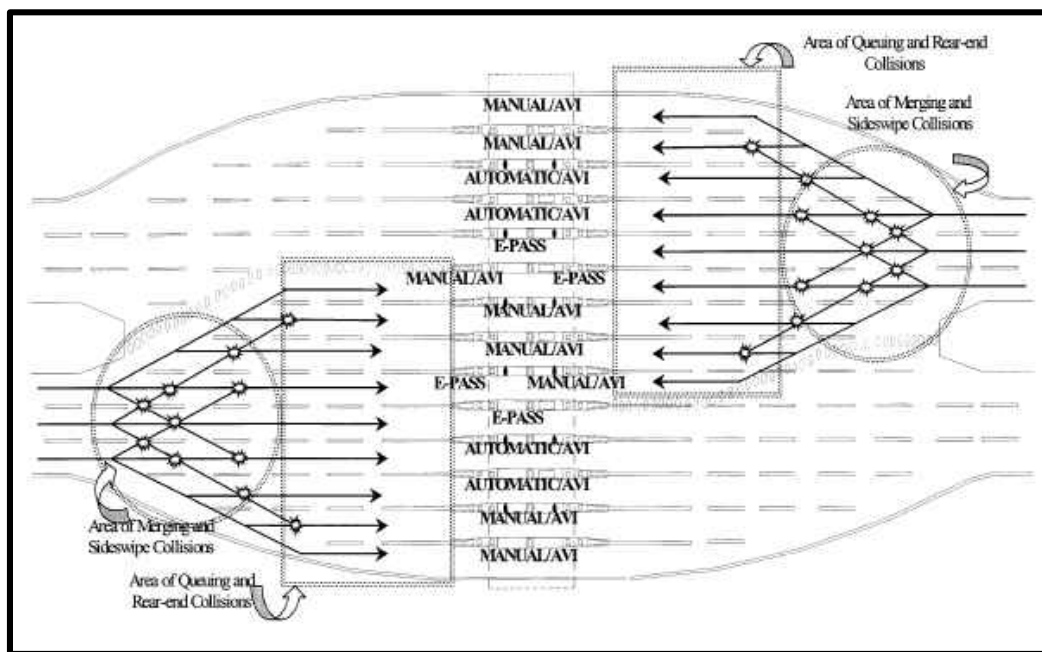 Area of Queuing and Rear-end
Collisions
Area of Merging and
Sideswipe Collisions
MANUAL/AVI
MANUAL/AVI
AUTOMATIC/AVI
AUTOMATIC/AVI
E-PASS
MANUAL/AVI
E-PASS
MANUAL/AVI
MANUAL/AVI
E-PASS
MANUAL/AVI
E-PASS
AUTOMATIC/AVI
AUTOMATIC/AVI
MANUAL/AVI
MANUAL/AVI
Area of Merging and
Sideswipe Collisions
Area of Queuing and
Rear-end Collisions